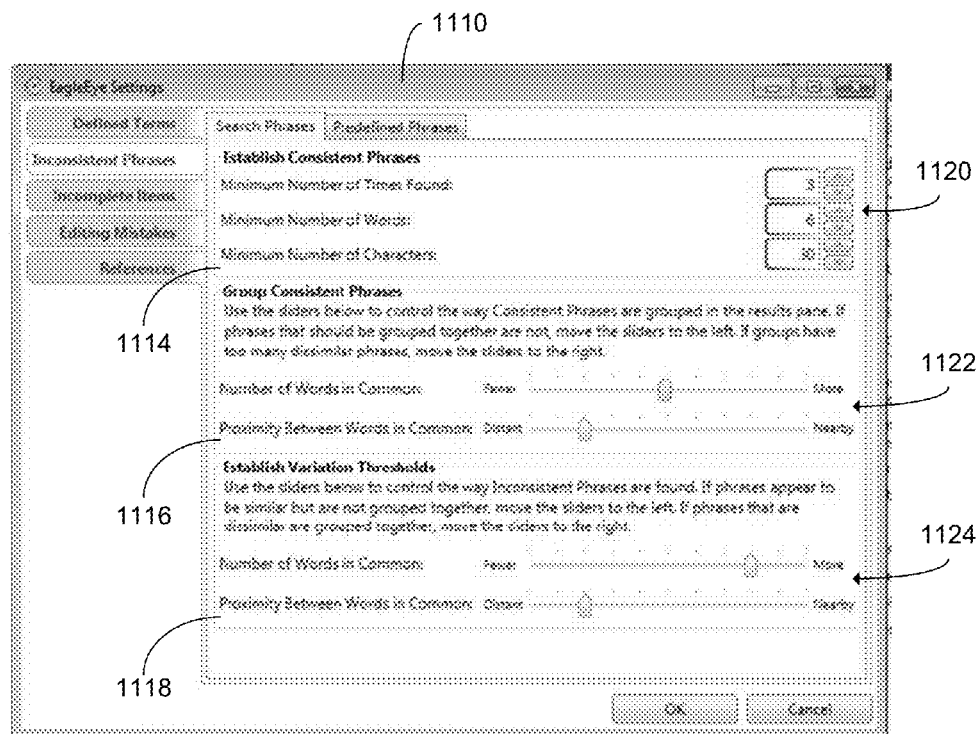 1110
EagleEye Settings
Defined Terms
Search Phrases Predefined Phrases
Inconsistent Phrases
Establish Consistent Phrases
Minimum Number of Times Found: 3
1120
Incomplete Items
Minimum Number of Words: 6
Editing Mistakes
Minimum Number of Characters: 30
References
1114
Group Consistent Phrases
Use the sliders below to control the way Consistent Phrases are grouped in the results pane. If
phrases that should be grouped together are not, move the sliders to the left. If groups have
too many dissimilar phrases, move the sliders to the right.
1122
Number of Words in Common: Fewer More
Proximity Between Words in Common: Distant Nearby
1116
Establish Variation Thresholds
Use the sliders below to control the way Inconsistent Phrases are found. If phrases appear to
be similar but are not grouped together, move the sliders to the left. If phrases that are
dissimilar are grouped together, move the sliders to the right.
1124
Number of Words in Common: Fewer More
Proximity Between Words in Common: Distant Nearby
1118
OK Cancel